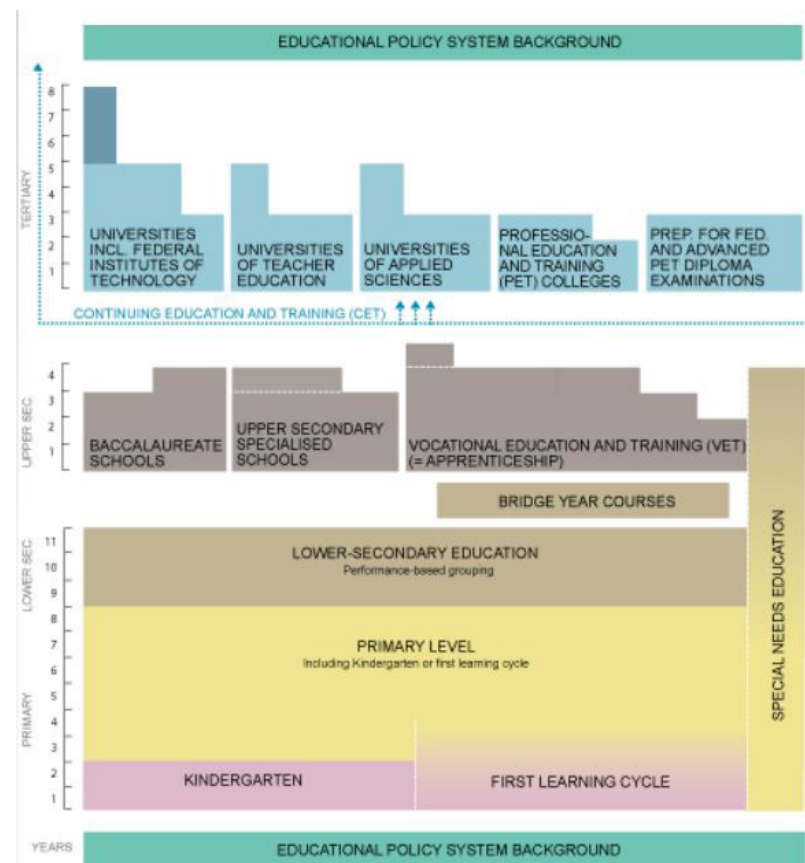 EDUCATIONAL POLICY SYSTEM BACKGROUND
TERTIARY
8
7
6
5
4
3
2
1
UNIVERSITIES
INCL. FEDERAL
INSTITUTES OF
TECHNOLOGY
UNIVERSITIES
OF TEACHER
EDUCATION
UNIVERSITIES
OF APPLIED
SCIENCES
PROFESSIO-
NAL EDUCATION
AND TRAINING
(PET) COLLEGES
PREP. FOR FED.
AND ADVANCED
PET DIPLOMA
EXAMINATIONS
CONTINUING EDUCATION AND TRAINING (CET)
UPPER SEC
4
3
2
1
BACCALAUREATE
SCHOOLS
UPPER SECONDARY
SPECIALISED
SCHOOLS
VOCATIONAL EDUCATION AND TRAINING (VET)
(= APPRENTICESHIP)
BRIDGE YEAR COURSES
SPECIAL NEEDS EDUCATION
LOWER SEC
11
10
9
LOWER-SECONDARY EDUCATION
Performance-based grouping
PRIMARY
8
7
6
5
4
3
2
1
PRIMARY LEVEL
Including Kindergarten or first learning cycle
KINDERGARTEN
FIRST LEARNING CYCLE
YEARS
EDUCATIONAL POLICY SYSTEM BACKGROUND